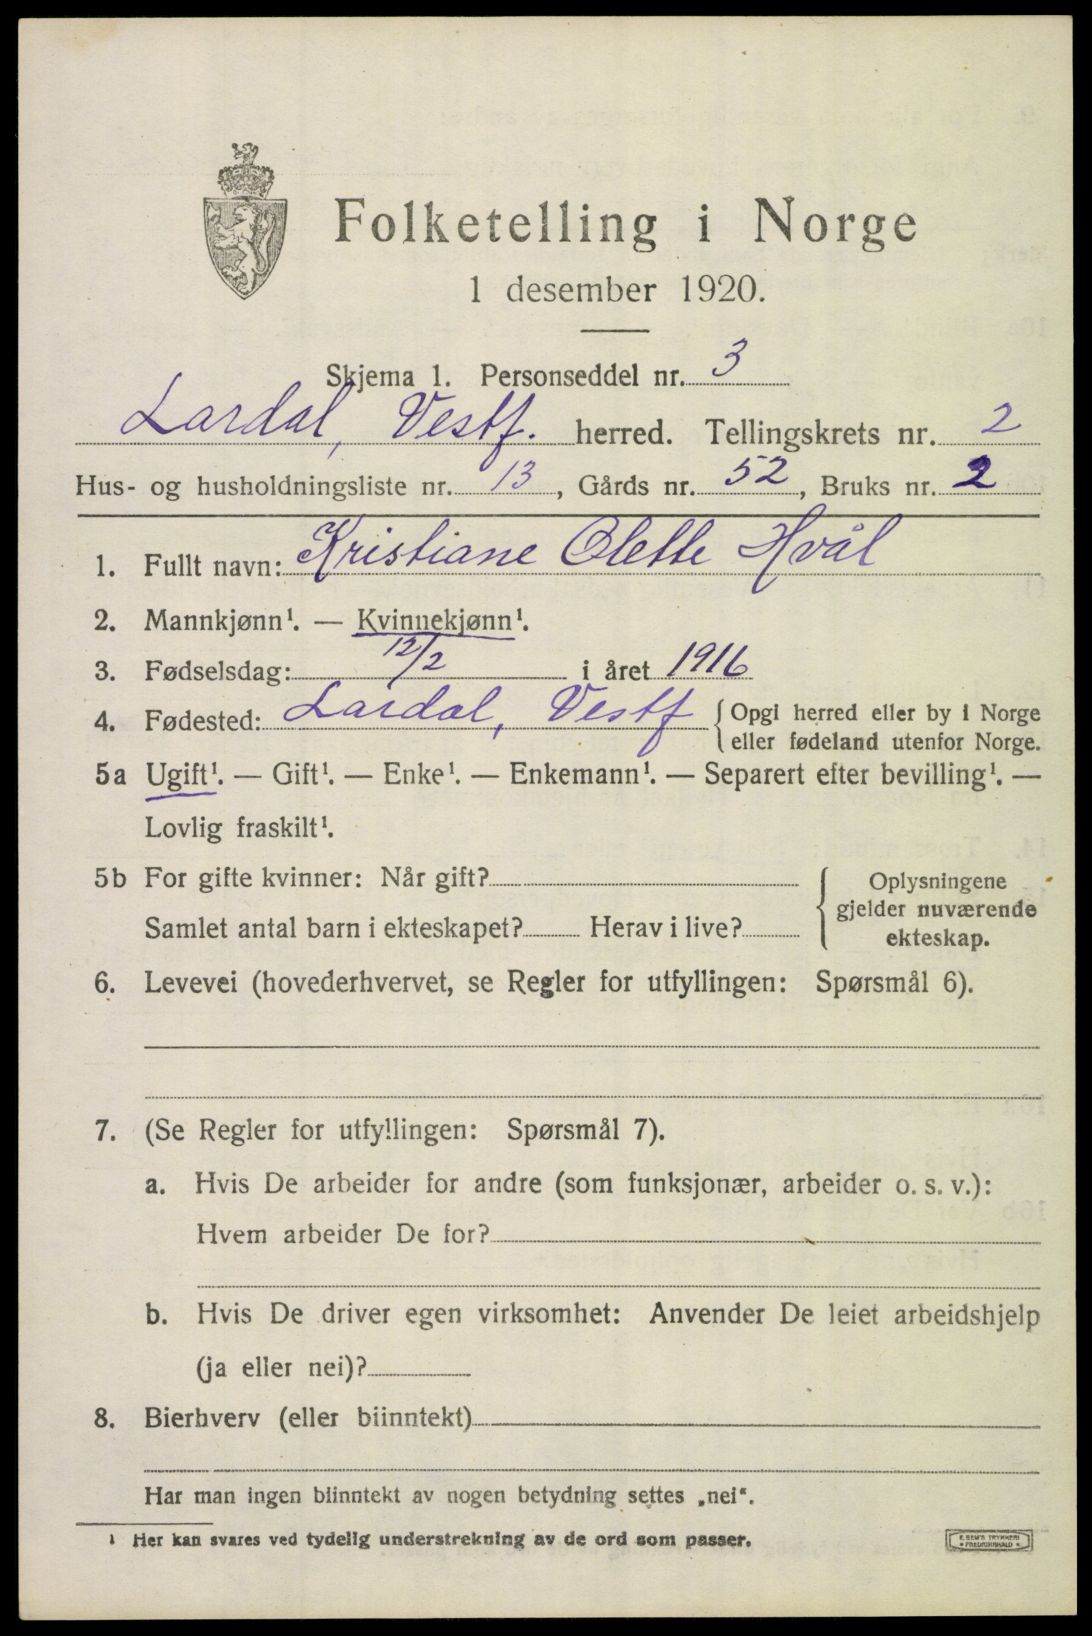 Folketelling i Norge
1 desember 1920.
Skjema 1. Personseddel nr. 3
Lardal, Vestf. herred. Tellingskrets nr. 2
Hus- og husholdningsliste nr. 13, Gårds nr. 52, Bruks nr. 2
1. Fullt navn: Kristiane Olette Hvål
2. Mannkjønn¹. — Kvinnekjønn¹.
3. Fødselsdag: 12/2 i året 1916
4. Fødested: Lardal, Vestf { Opgi herred eller by i Norge
eller fødeland utenfor Norge.
5a Ugift¹. — Gift¹. — Enke¹. — Enkemann¹. — Separert efter bevilling¹. —
Lovlig fraskilt¹.
5b For gifte kvinner: Når gift?
Samlet antal barn i ekteskapet? Herav i live?
{ Oplysningene
gjelder nuværende
ekteskap.
6. Levevei (hovederhvervet, se Regler for utfyllingen: Spørsmål 6).
7. (Se Regler for utfyllingen: Spørsmål 7).
a. Hvis De arbeider for andre (som funksjonær, arbeider o. s. v.):
Hvem arbeider De for?
b. Hvis De driver egen virksomhet: Anvender De leiet arbeidshjelp
(ja eller nei)?
8. Bierhverv (eller biinntekt)
Har man ingen biinntekt av nogen betydning settes „nei“.
¹ Her kan svares ved tydelig understrekning av de ord som passer.
E. SEM'S TRYKKERI
FREDRIKSHALD